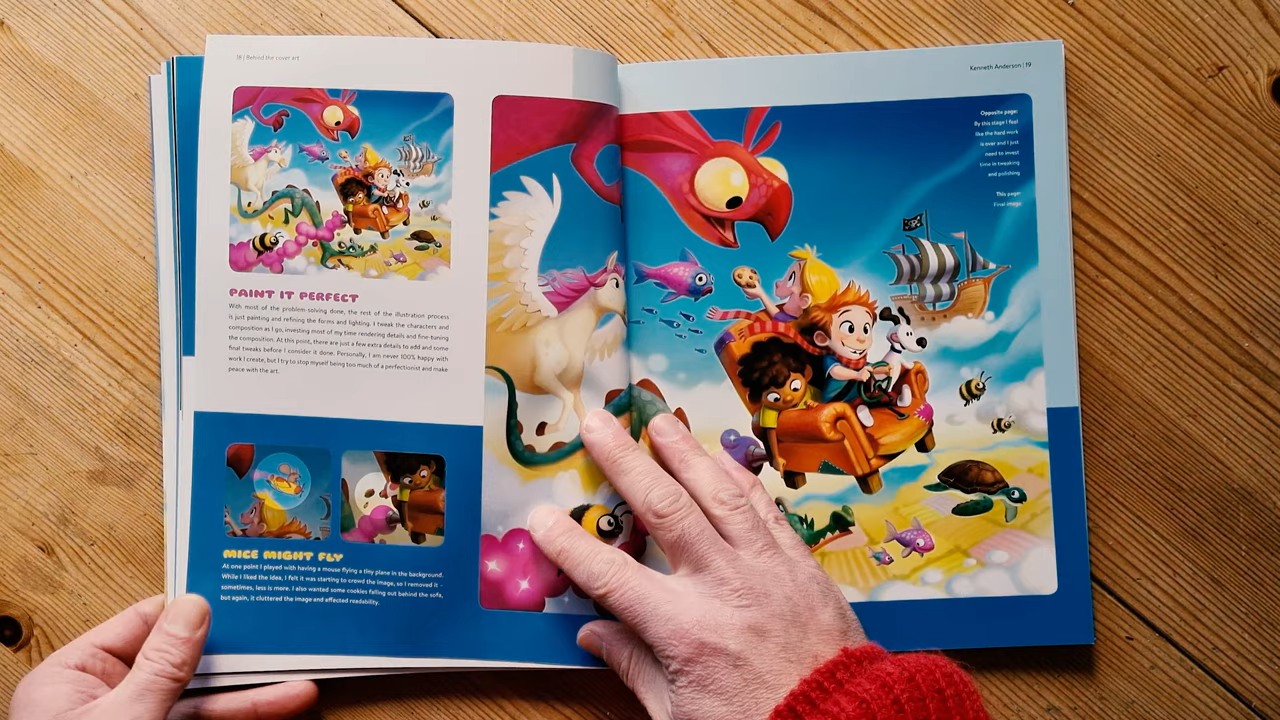 18 | Behind the cover art
PAINT IT PERFECT
With most of the problem-solving done, the rest of the illustration process
is just painting and refining the forms and lighting. I tweak the characters and
composition as I go, investing most of my time rendering details and fine-tuning
the composition. At this point, there are just a few extra details to add and some
final tweaks before I consider it done. Personally, I am never 100% happy with
work I create, but I try to stop myself being too much of a perfectionist and make
peace with the art.
MICE MIGHT FLY
At one point I played with having a mouse flying a tiny plane in the background.
While I liked the idea, I felt it was starting to crowd the image, so I removed it –
sometimes, less is more. I also wanted some cookies falling out behind the sofa,
but again, it cluttered the image and affected readability.
Kenneth Anderson | 19
Opposite page:
By this stage I feel
like the hard work
is over and I just
need to invest
time in tweaking
and polishing
This page:
Final image